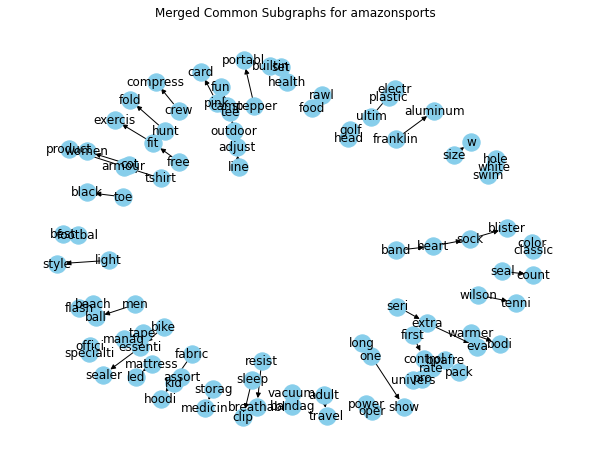 Merged Common Subgraphs for amazonsports
portabl
card
builtin
set
compress
fun
health
electr
rawl
plastic
fold
pink
camp
stepper
food
crew
tee
ultim
aluminum
exercis
hunt
outdoor
golf
head
franklin
fit
adjust
w
product
women
size
hole
armour
free
line
white
tshirt
swim
black
toe
blister
best
footbal
sock
color
band
heart
classic
style
light
seal
count
wilson
flash
beach
men
tenni
ball
seri
bike
extra
tape
first
warmer
manag
long
offici
essenti
eva
bodi
specialti
fabric
one
control
mattress
resist
rate
pack
sealer
led
assort
sleep
univers
kid
storag
vacuum
adult
pro
hoodi
medicin
breathabl
bandag
power
show
clip
travel
oper